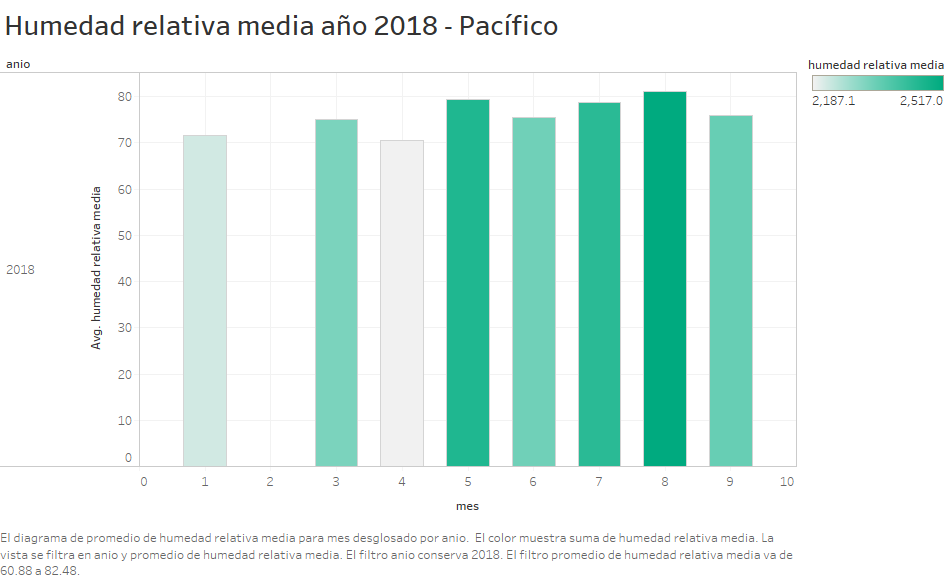 Humedad relativa media año 2018 - Pacífico
anio
humedad relativa media
2,187.1 2,517.0
80
70
60
50
40
30
20
10
0
Avg. humedad relativa media
2018
0 1 2 3 4 5 6 7 8 9 10
mes
El diagrama de promedio de humedad relativa media para mes desglosado por anio. El color muestra suma de humedad relativa media. La
vista se filtra en anio y promedio de humedad relativa media. El filtro anio conserva 2018. El filtro promedio de humedad relativa media va de
60.88 a 82.48.